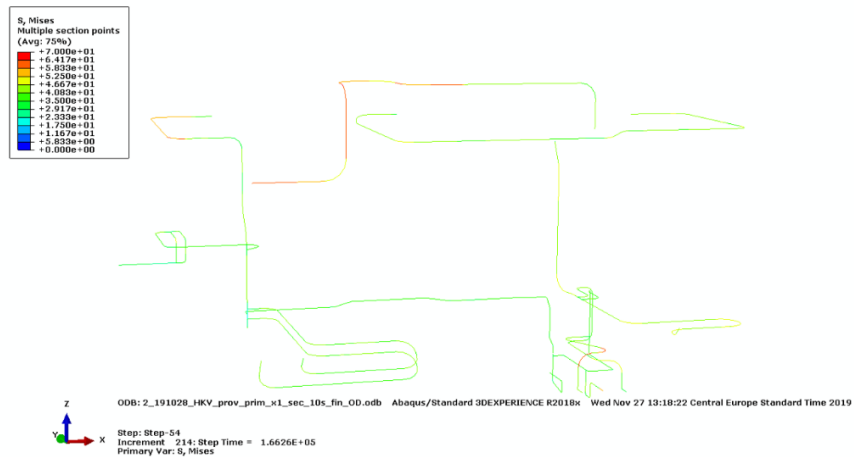 S, Mises
Multiple section points
(Avg: 75%)
+7.000e+01
+6.417e+01
+5.833e+01
+5.250e+01
+4.667e+01
+4.083e+01
+3.500e+01
+2.917e+01
+2.333e+01
+1.750e+01
+1.167e+01
+5.833e+00
+0.000e+00
ODB: 2_191028_HKV_prov_prim_x1_sec_10s_fin_OD.odb Abaqus/Standard 3DEXPERIENCE R2018x Wed Nov 27 13:18:22 Central Europe Standard Time 2019
Z
Y
X
Step: Step-54
Increment 214: Step Time = 1.6626E+05
Primary Var: S, Mises